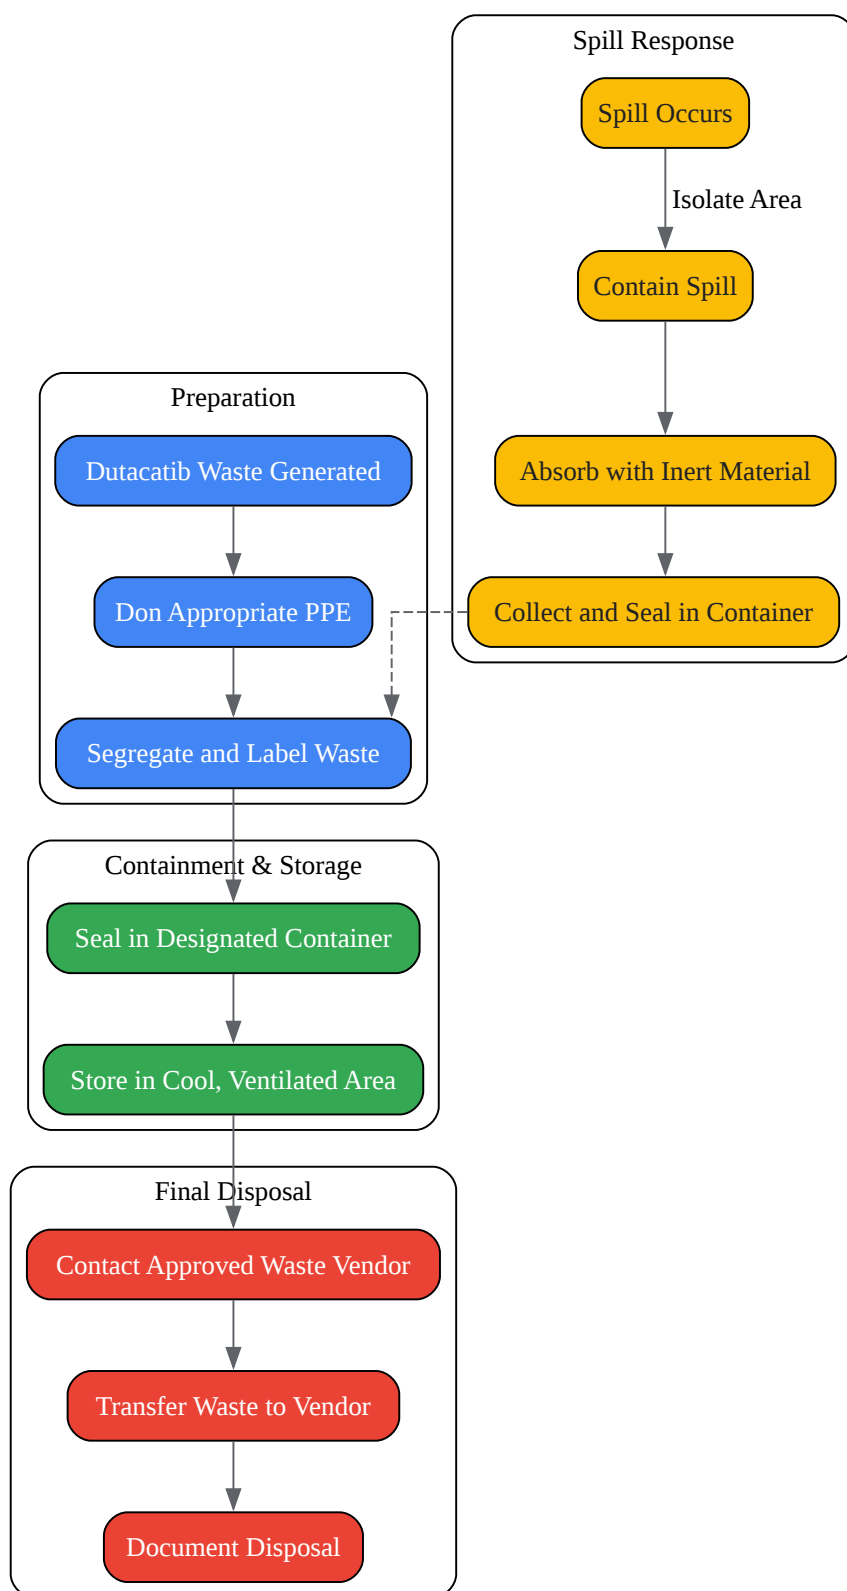 Spill Response
Spill Occurs
Isolate Area
Contain Spill
Absorb with Inert Material
Collect and Seal in Container
Preparation
Dutacatib Waste Generated
Don Appropriate PPE
Segregate and Label Waste
Containment & Storage
Seal in Designated Container
Store in Cool, Ventilated Area
Final Disposal
Contact Approved Waste Vendor
Transfer Waste to Vendor
Document Disposal